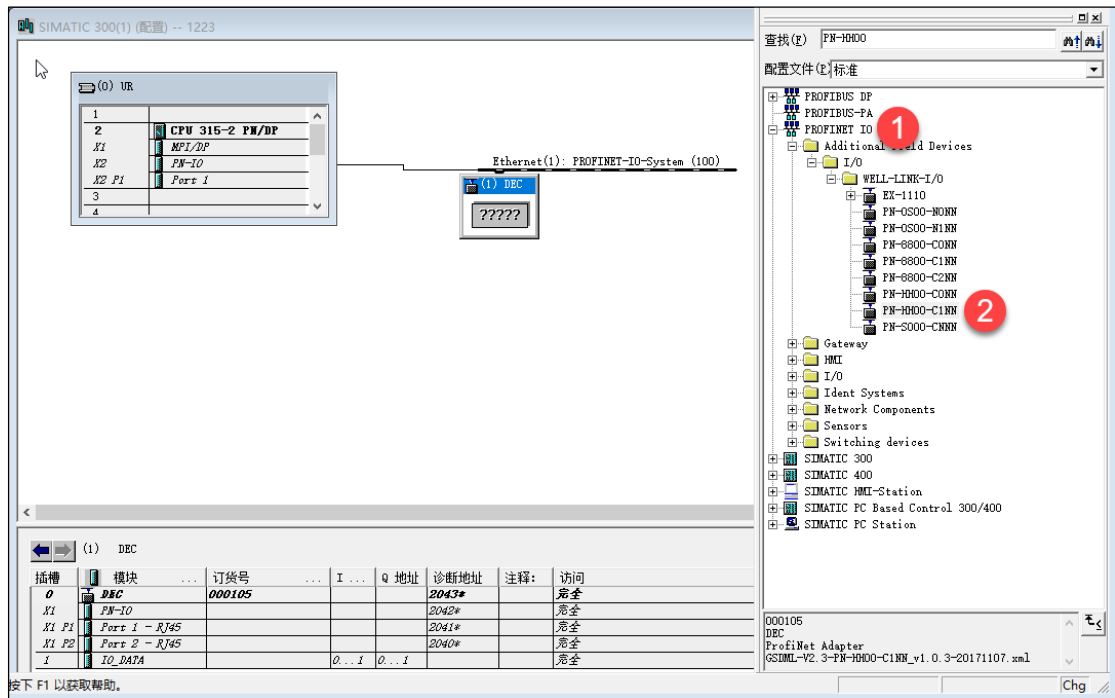 SIMATIC 300(1) (配置) -- 1223
(0) UR
1
2 CPU 315-2 PN/DP
X1 MPI/DP
X2 PN-IO
X2 P1 Port 1
3
4
Ethernet(1): PROFINET-IO-System (100)
(1) DEC
?????
(1) DEC
插槽 模块 ... 订货号 ... I ... Q 地址 诊断地址 注释: 访问
0 DEC 000105 2043* 完全
X1 PN-IO 2042* 完全
X1 P1 Port 1 - RJ45 2041* 完全
X1 P2 Port 2 - RJ45 2040* 完全
1 IO_DATA 0...1 0...1 完全
按下 F1 以获取帮助。
查找(F) PN-HH00
配置文件(P) 标准
PROFIBUS DP
PROFIBUS-PA
PROFINET IO 1
Additional Field Devices
I/O
WELL-LINK-I/O
EX-1110
PN-0S00-N0NN
PN-0S00-N1NN
PN-8800-C0NN
PN-8800-C1NN
PN-8800-C2NN
PN-HH00-C0NN
PN-HH00-C1NN 2
PN-S000-CNNN
Gateway
HMI
I/O
Ident Systems
Network Components
Sensors
Switching devices
SIMATIC 300
SIMATIC 400
SIMATIC HMI-Station
SIMATIC PC Based Control 300/400
SIMATIC PC Station
000105
DEC
ProfiNet Adapter
GSDML-V2.3-PN-HH00-C1NN_v1.0.3-20171107.xml
Chg